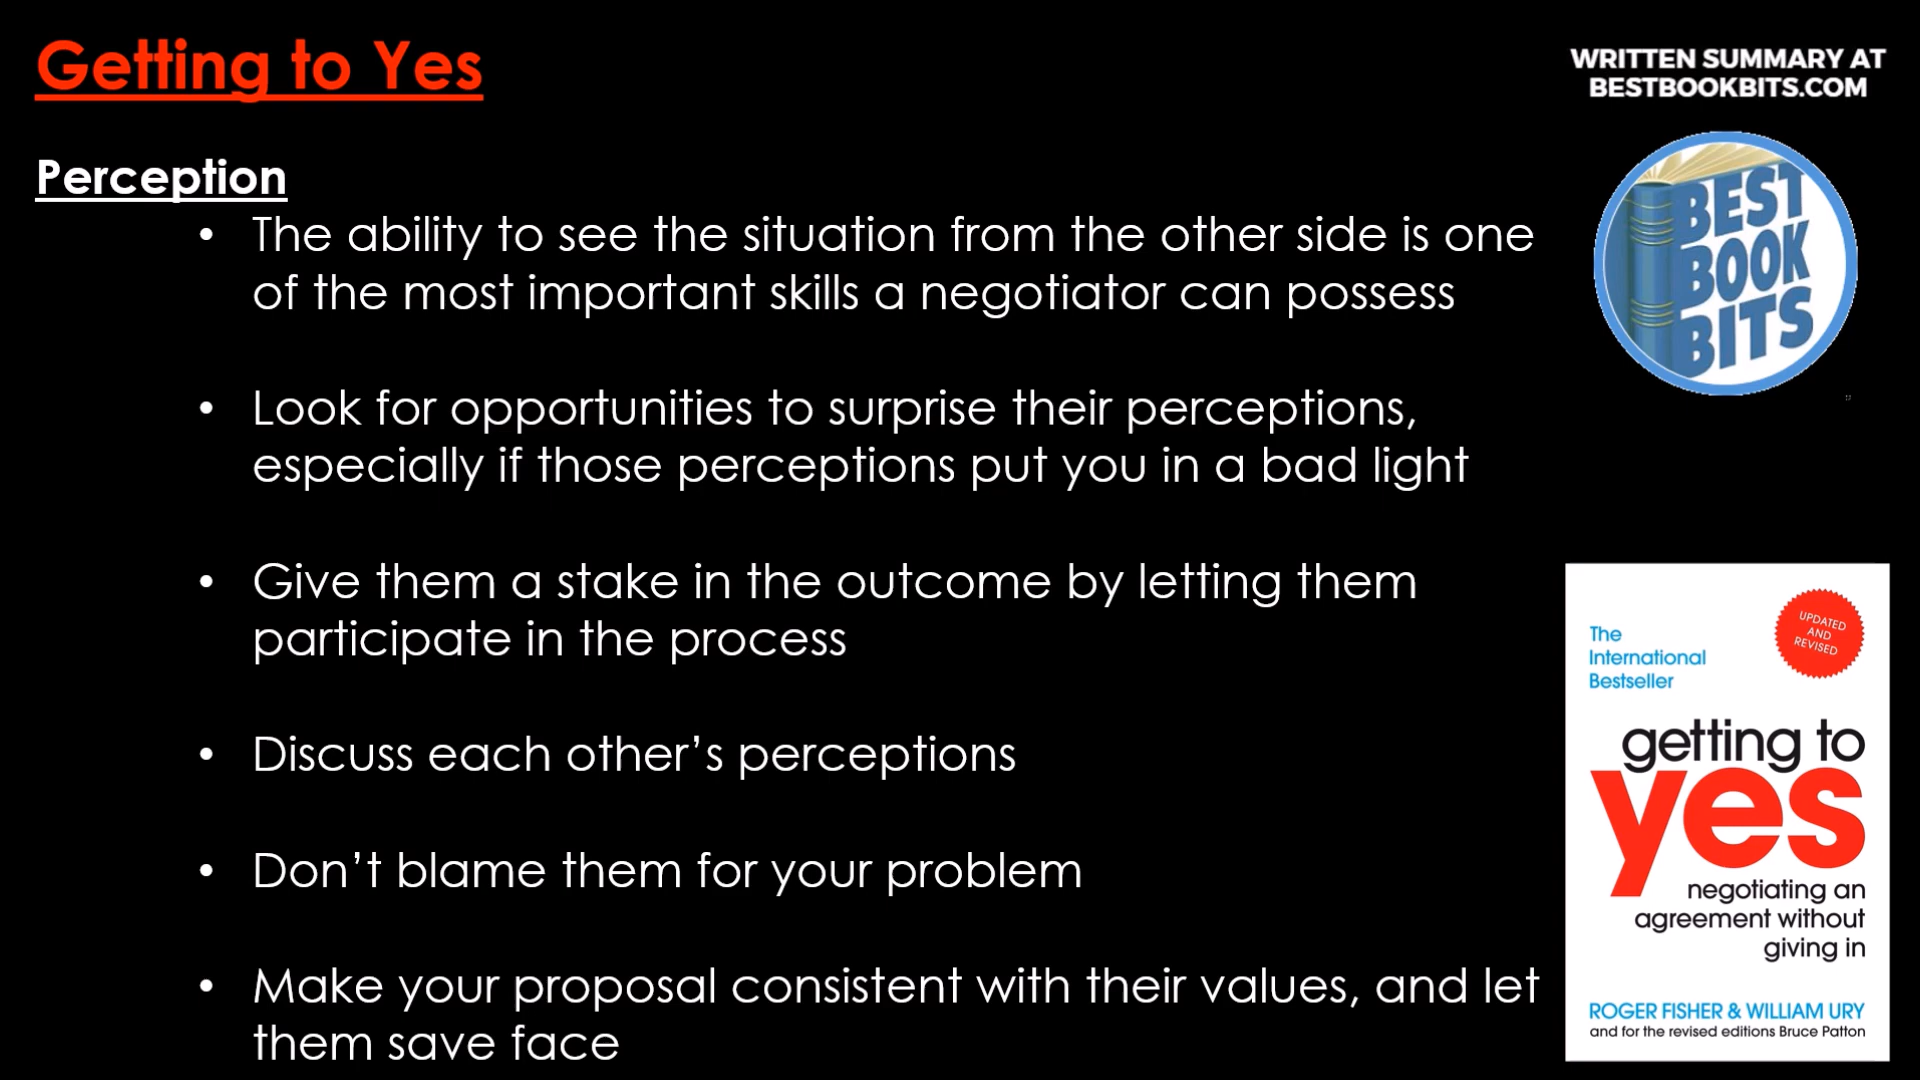 Getting to Yes
WRITTEN SUMMARY AT
BESTBOOKBITS.COM
Perception
• The ability to see the situation from the other side is one
of the most important skills a negotiator can possess
• Look for opportunities to surprise their perceptions,
especially if those perceptions put you in a bad light
• Give them a stake in the outcome by letting them
participate in the process
• Discuss each other’s perceptions
• Don’t blame them for your problem
• Make your proposal consistent with their values, and let
them save face
BEST
BOOK
BITS
The
International
Bestseller
UPDATED
AND
REVISED
getting to
yes
negotiating an
agreement without
giving in
ROGER FISHER & WILLIAM URY
and for the revised editions Bruce Patton